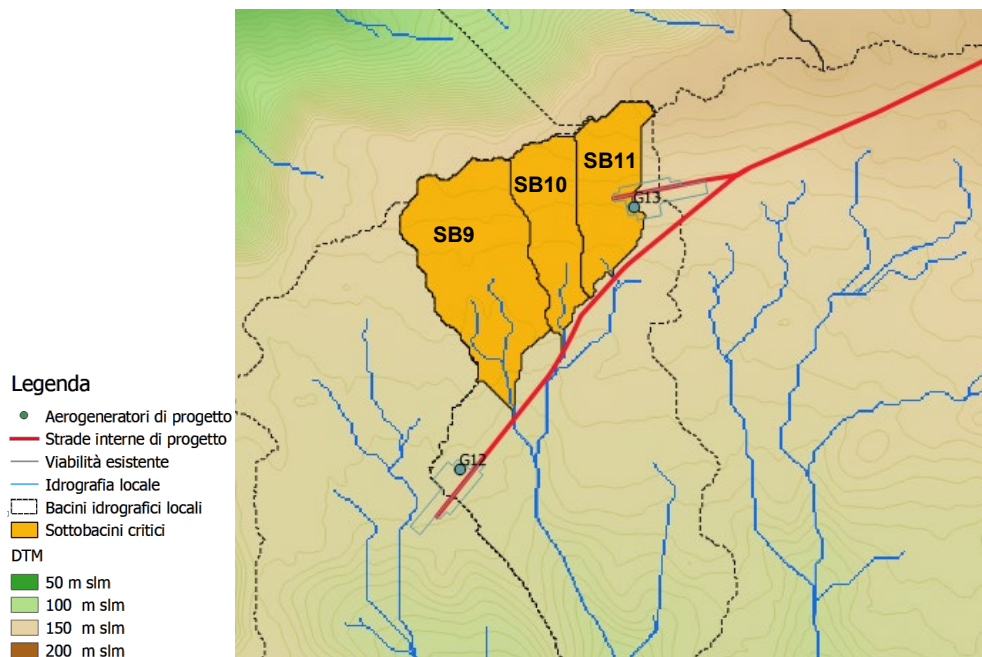 SB11
SB10
SB9
G13
G12
Legenda
Aerogeneratori di progetto
Strade interne di progetto
Viabilità esistente
Idrografia locale
Bacini idrografici locali
Sottobacini critici
DTM
50 m slm
100 m slm
150 m slm
200 m slm